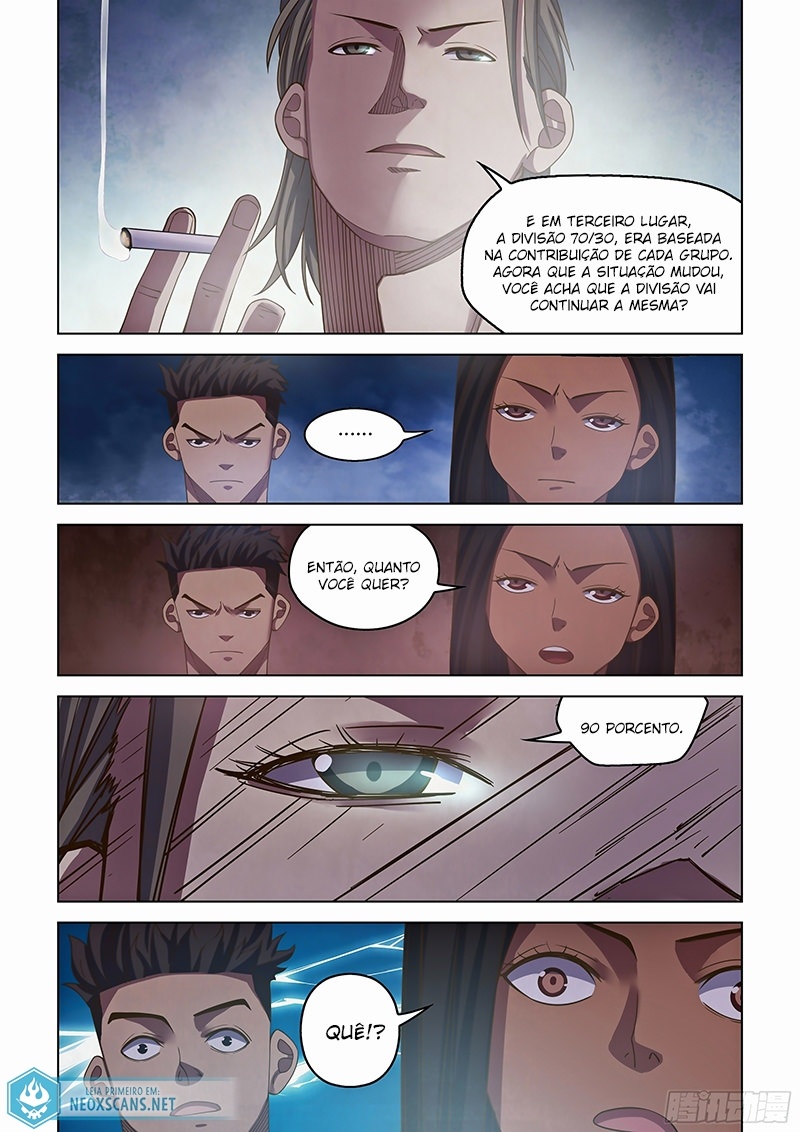 E EM TERCEIRO LUGAR,
A DIVISÃO 70/30, ERA BASEADA
NA CONTRIBUIÇÃO DE CADA GRUPO.
AGORA QUE A SITUAÇÃO MUDOU,
VOCÊ ACHA QUE A DIVISÃO VAI
CONTINUAR A MESMA?
......
ENTÃO, QUANTO
VOCÊ QUER?
90 PORCENTO.
QUÊ!?
LEIA PRIMEIRO EM:
NEOXSCANS.NET
腾讯动漫